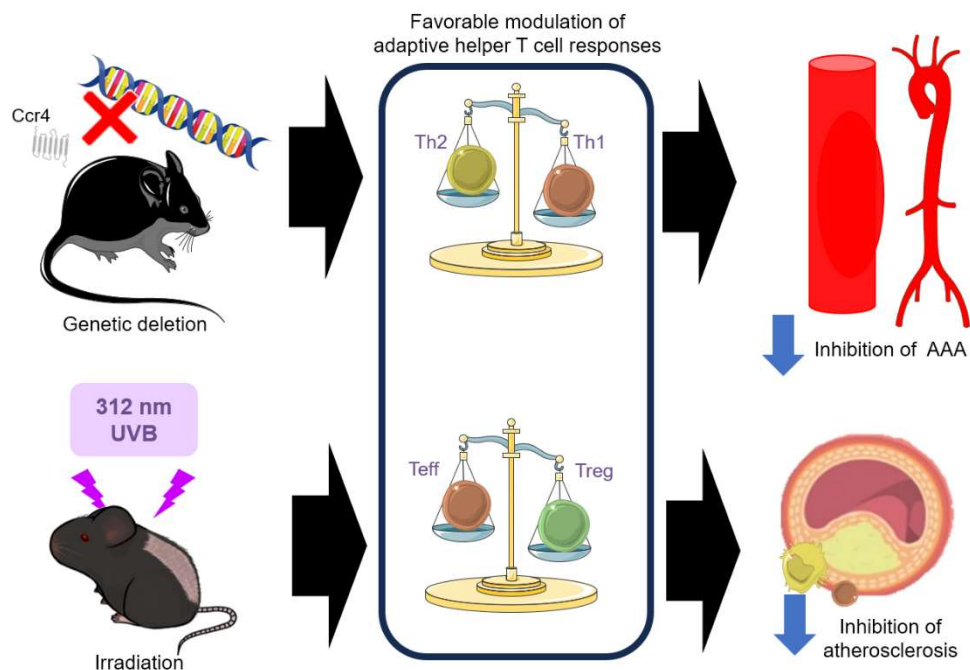 Favorable modulation of
adaptive helper T cell responses
Ccr4
Th2
Th1
Genetic deletion
Inhibition of  AAA
312 nm
UVB
Teff
Treg
Irradiation
Inhibition of
atherosclerosis